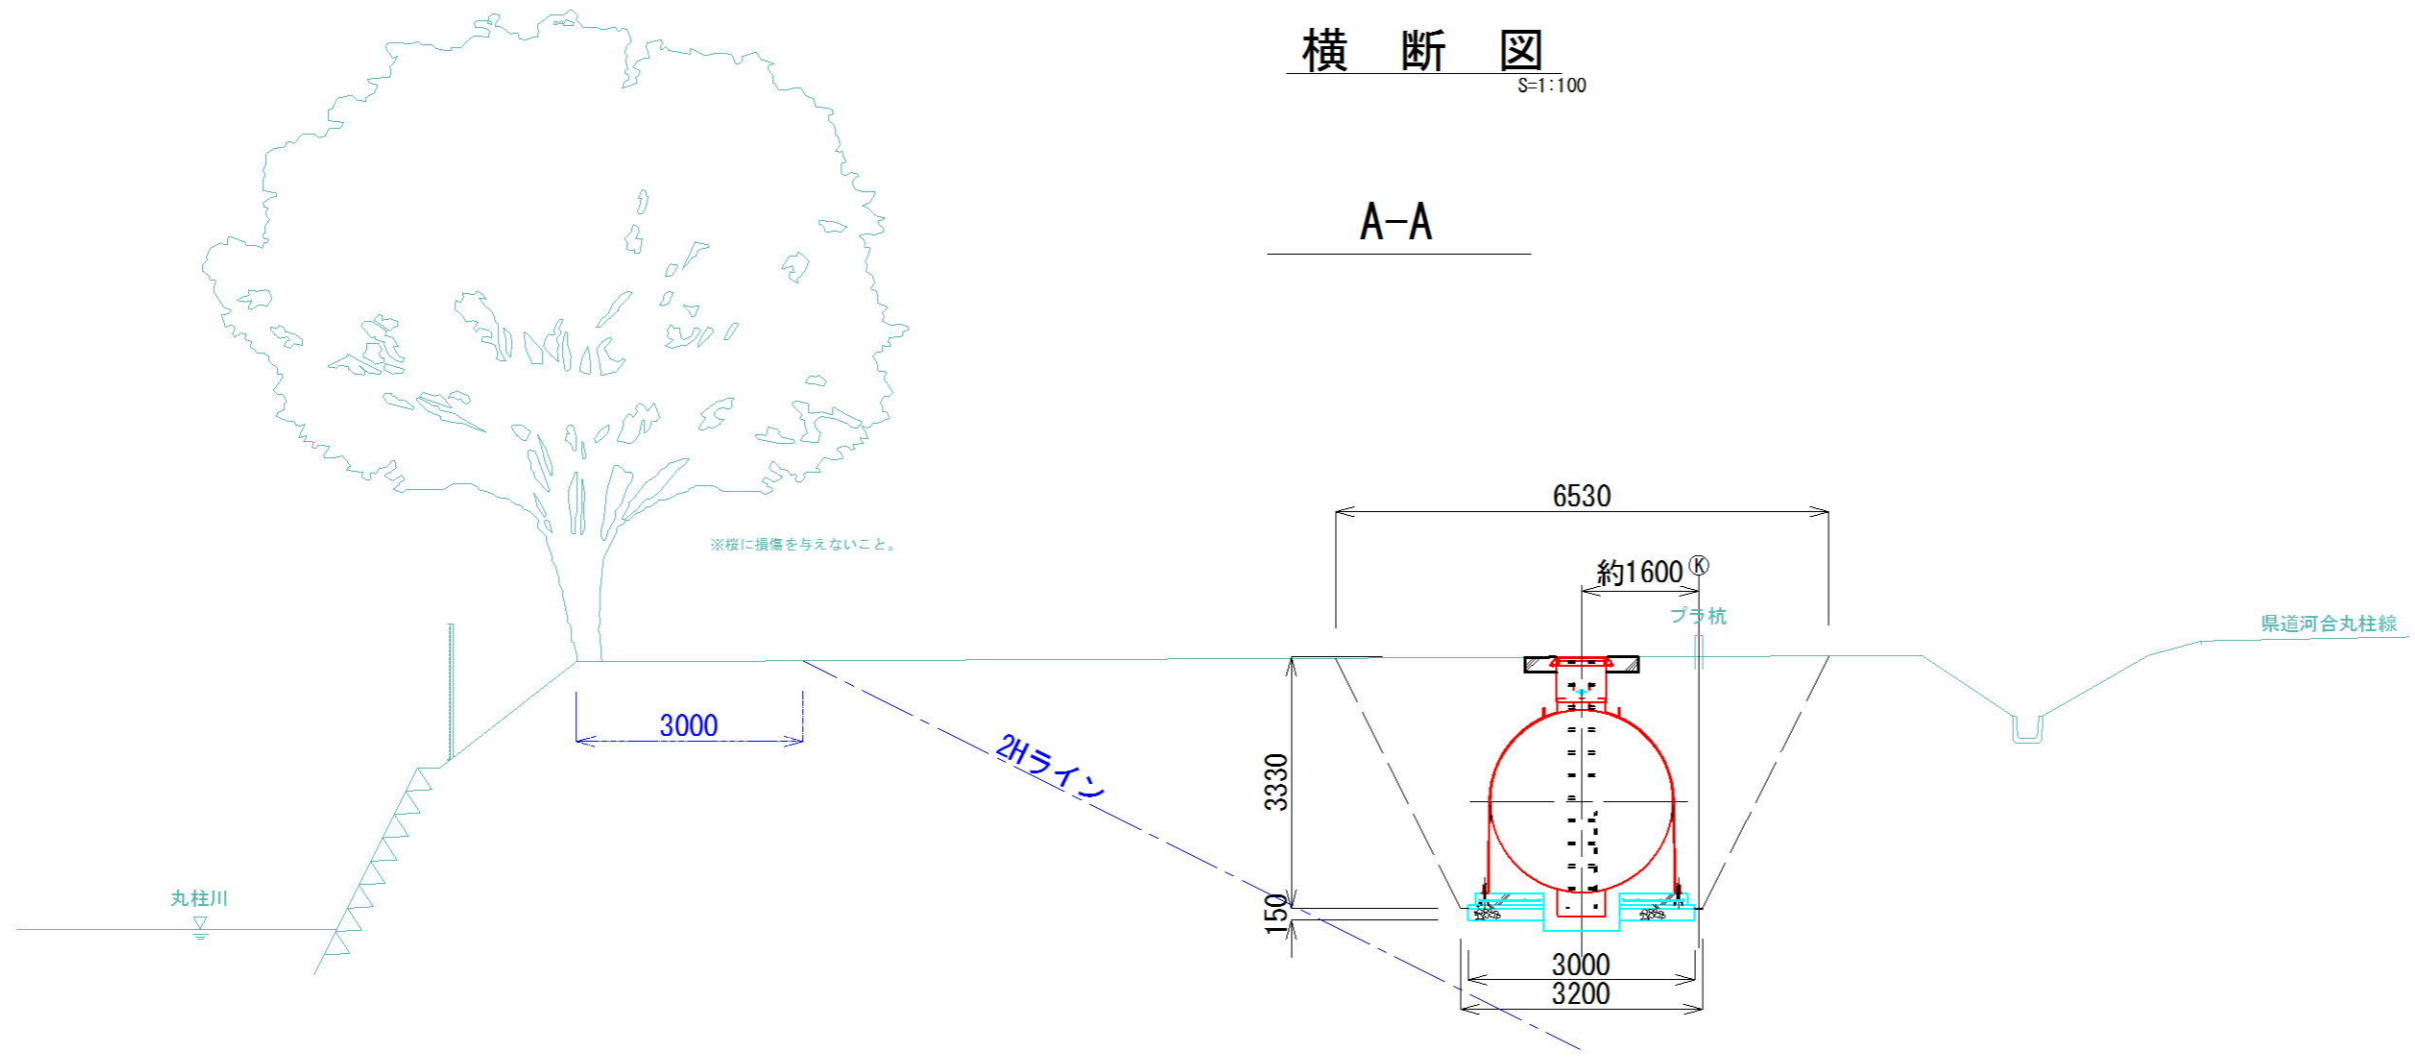 横 断 図
S=1:100
A-A
6530
※桜に損傷を与えないこと。
約1600 Ⓚ
プラ杭
県道河合丸柱線
3000
2Hライン
3330
丸柱川
150
3000
3200